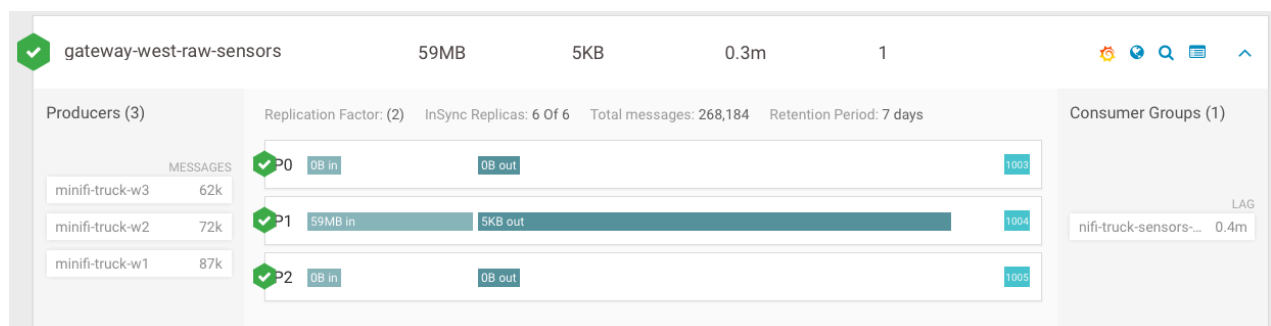 gateway-west-raw-sensors 59MB 5KB 0.3m 1
Producers (3)
MESSAGES
minifi-truck-w3 62k
minifi-truck-w2 72k
minifi-truck-w1 87k
Replication Factor: (2) InSync Replicas: 6 Of 6 Total messages: 268,184 Retention Period: 7 days
P0 0B in 0B out 1003
P1 59MB in 5KB out 1004
P2 0B in 0B out 1005
Consumer Groups (1)
LAG
nifi-truck-sensors-... 0.4m